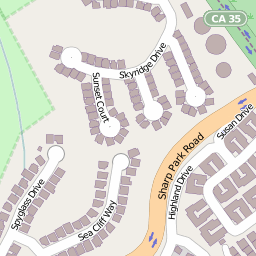 CA 35
Skyridge Drive
Sunset Court
Sharp Park Road
Susan Drive
Highland Drive
Spyglass Drive
Sea Cliff Way